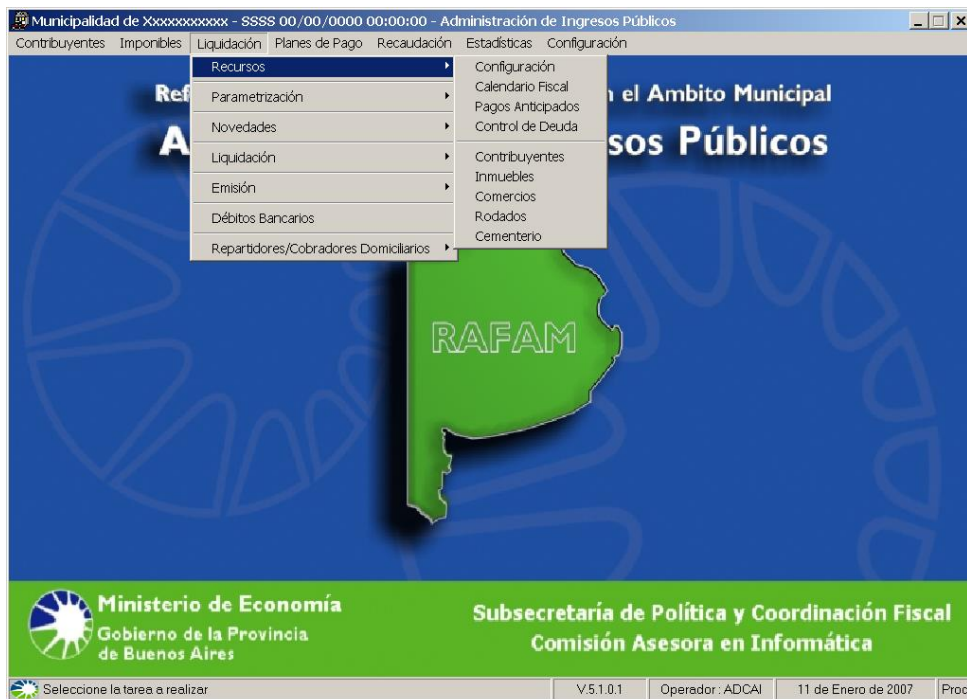 Municipalidad de Xxxxxxxxxxx - SSSS 00/00/0000 00:00:00 - Administración de Ingresos Públicos
Contribuyentes Imponibles Liquidación Planes de Pago Recaudación Estadísticas Configuración
Recursos
Parametrización
Novedades
Liquidación
Emisión
Débitos Bancarios
Repartidores/Cobradores Domiciliarios
Configuración
Calendario Fiscal
Pagos Anticipados
Control de Deuda
Contribuyentes
Inmuebles
Comercios
Rodados
Cementerio
Ref n el Ambito Municipal
A sos Públicos
RAFAM
Ministerio de Economía
Gobierno de la Provincia
de Buenos Aires
Subsecretaría de Política y Coordinación Fiscal
Comisión Asesora en Informática
Seleccione la tarea a realizar V.5.1.0.1 Operador : ADCAI 11 de Enero de 2007 Prod